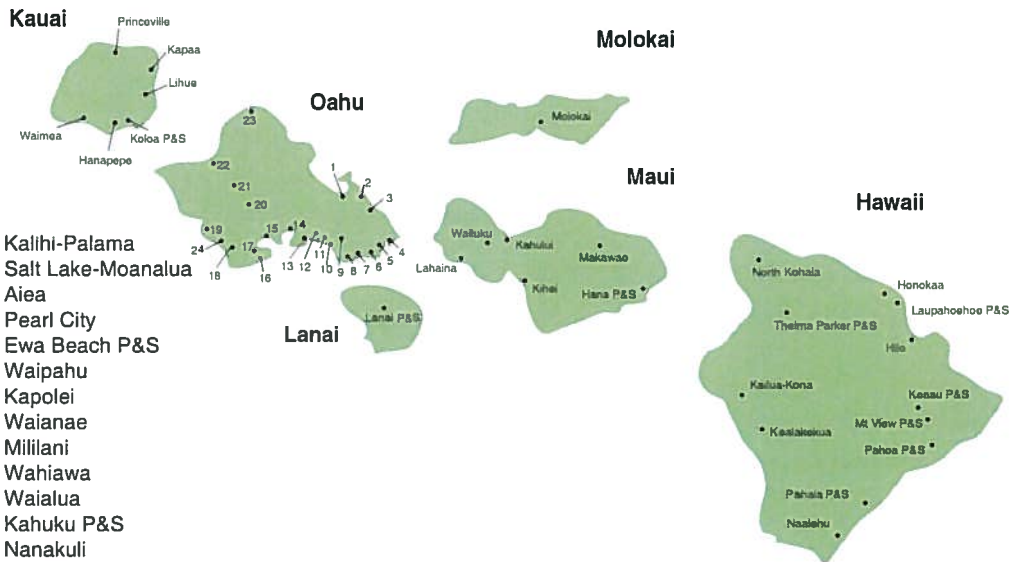 Kauai
Princeville
Kapaa
Lihue
Koloa P&S
Hanapepe
Waimea
Oahu
23
22
21
20
19
24
18
17
16
15
14
13
12
11
10
9
8
7
6
5
4
3
2
1
Molokai
Molokai
Maui
Wailuku
Kahului
Lahaina
Kihei
Makawao
Hana P&S
Lanai P&S
Lanai
Hawaii
North Kohala
Honokaa
Laupahoehoe P&S
Thelma Parker P&S
Hilo
Kailua-Kona
Keaau P&S
Mt View P&S
Kealakekua
Pahoa P&S
Pahala P&S
Naalehu
Kalihi-Palama
Salt Lake-Moanalua
Aiea
Pearl City
Ewa Beach P&S
Waipahu
Kapolei
Waianae
Mililani
Wahiawa
Waialua
Kahuku P&S
Nanakuli